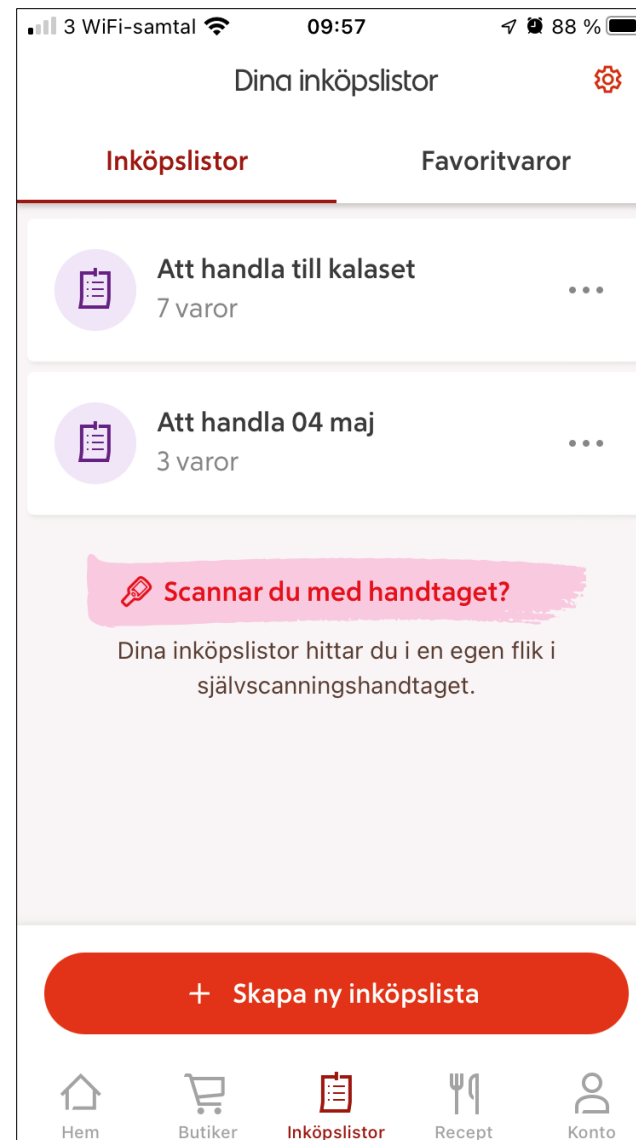 3 WiFi-samtal 09:57 88 %
Dina inköpslistor
Inköpslistor Favoritvaror
Att handla till kalaset
7 varor
Att handla 04 maj
3 varor
Scannar du med handtaget?
Dina inköpslistor hittar du i en egen flik i
självscanningshandtaget.
+ Skapa ny inköpslista
Hem Butiker Inköpslistor Recept Konto